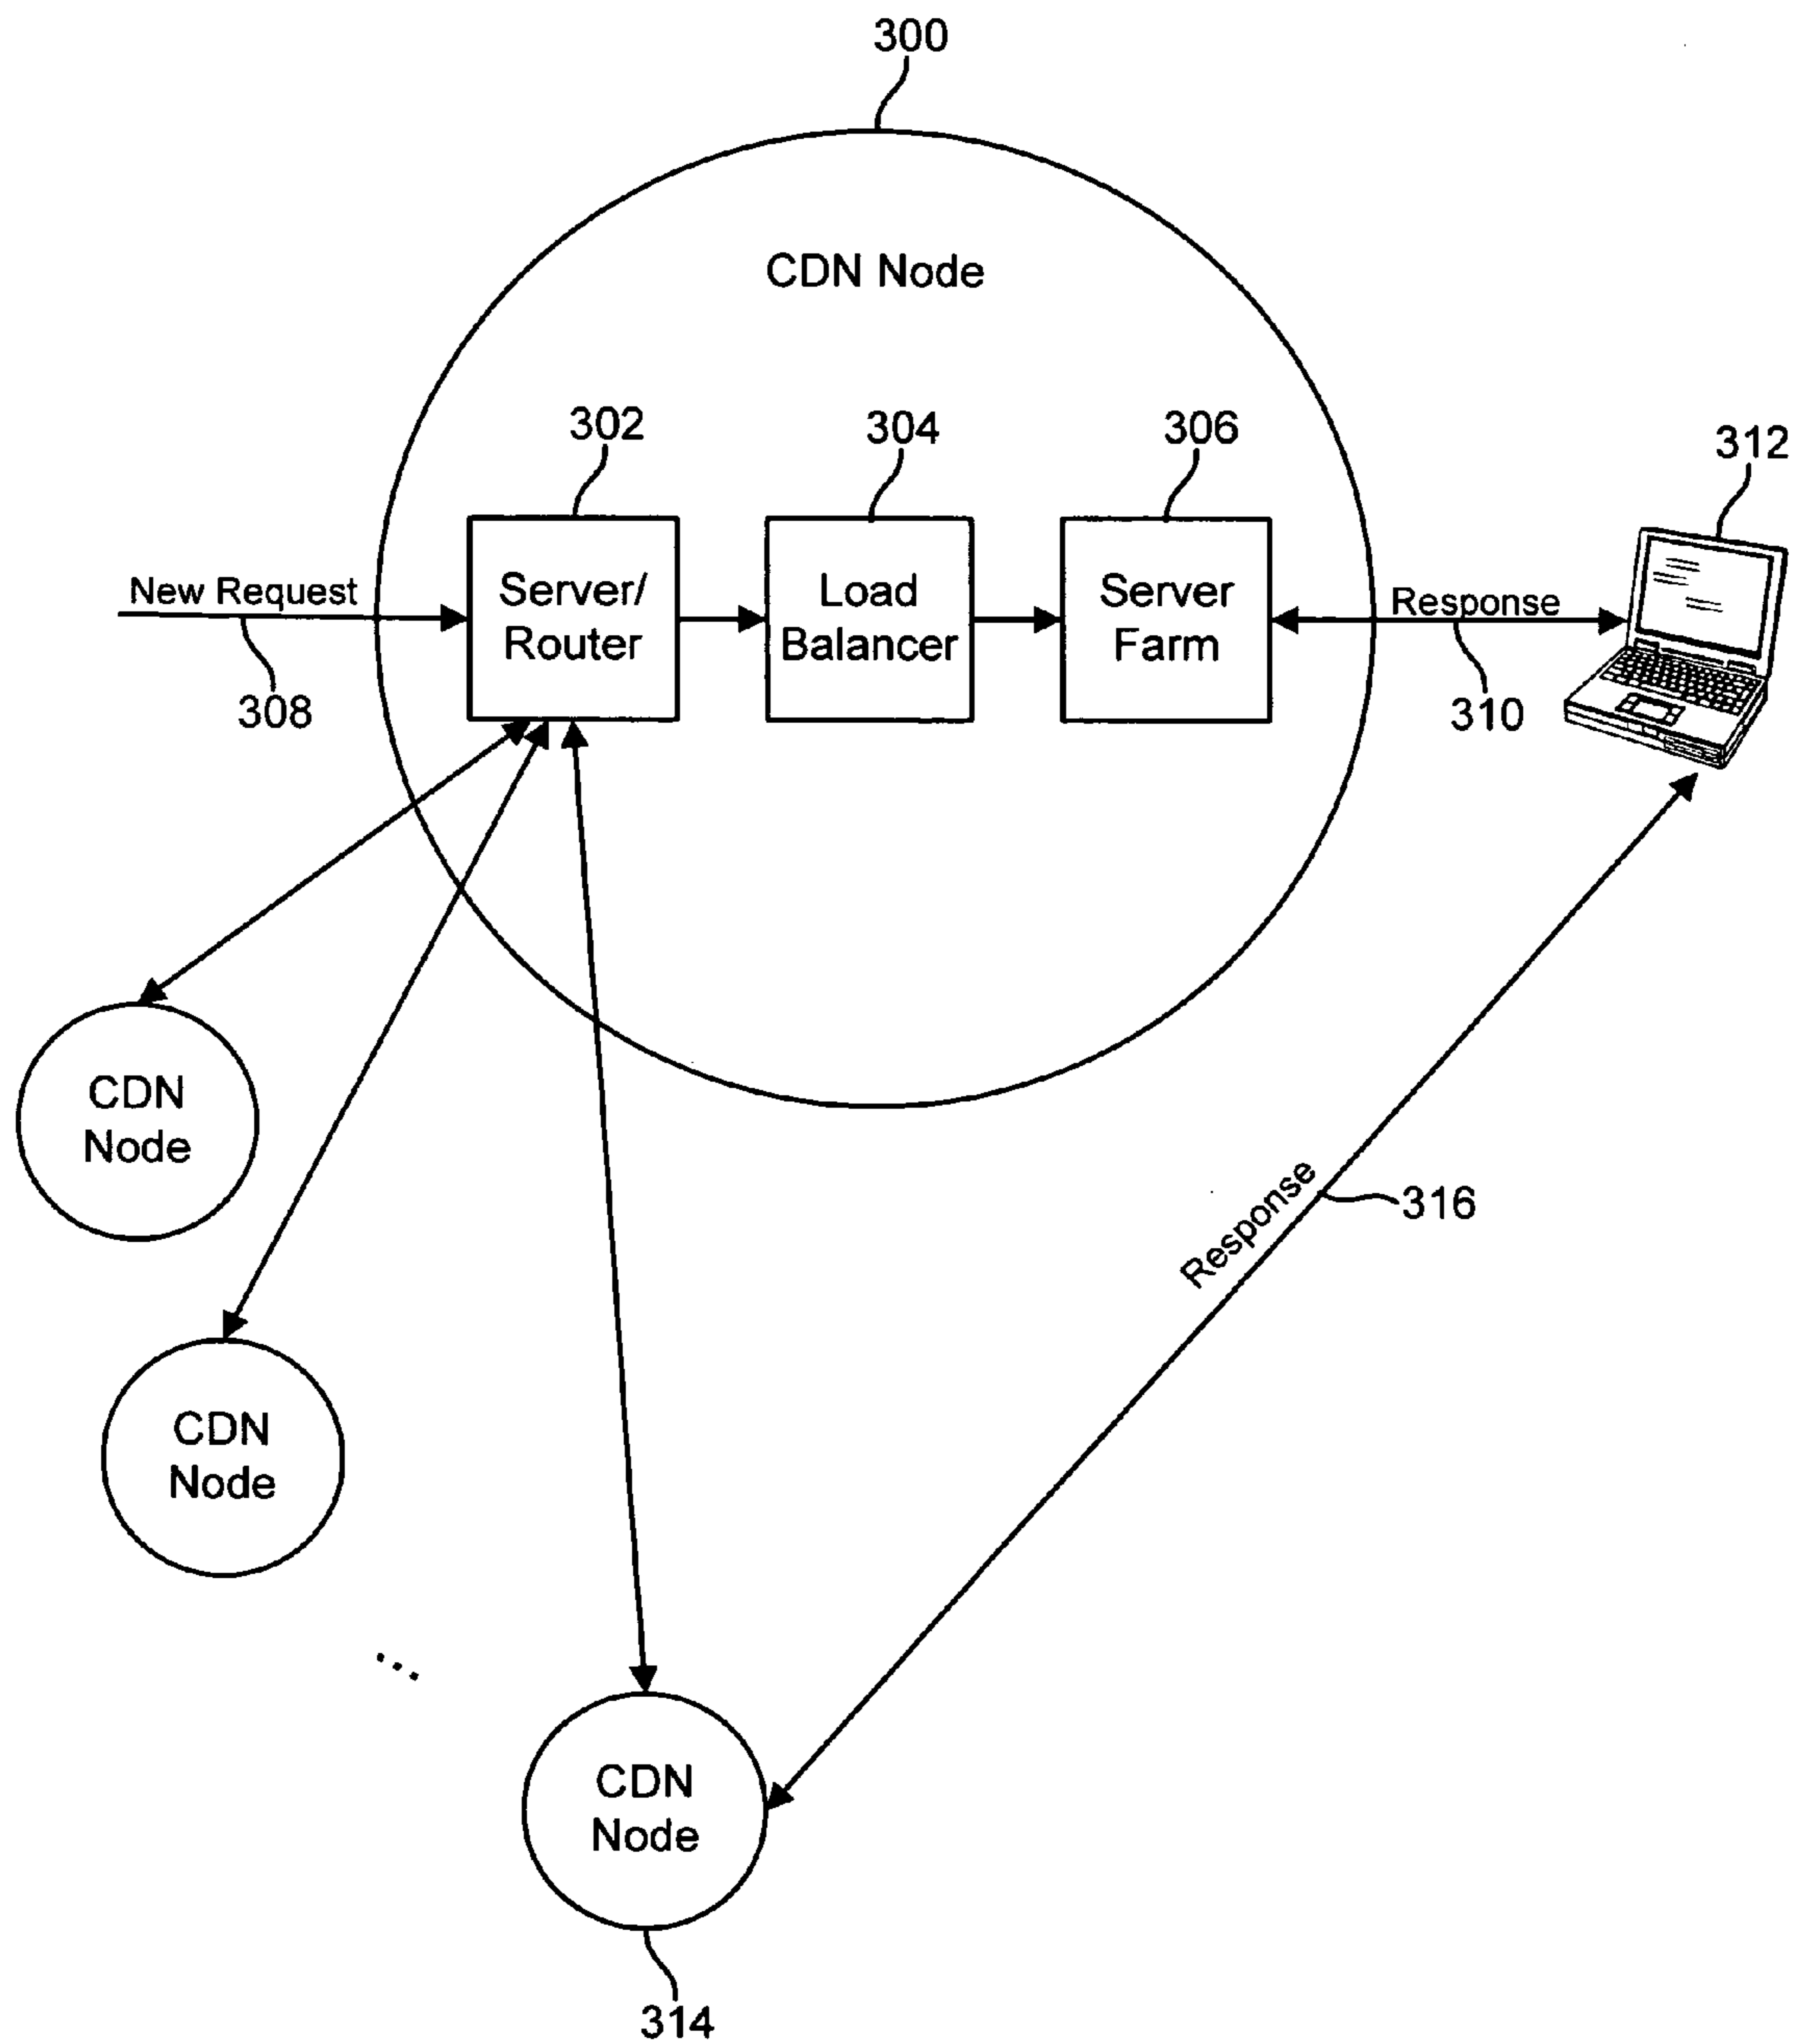 300
CDN Node
302
304
306
312
New Request
Server/
Router
Load
Balancer
Server
Farm
Response
308
310
CDN
Node
316
Response
CDN
Node
...
CDN
Node
314